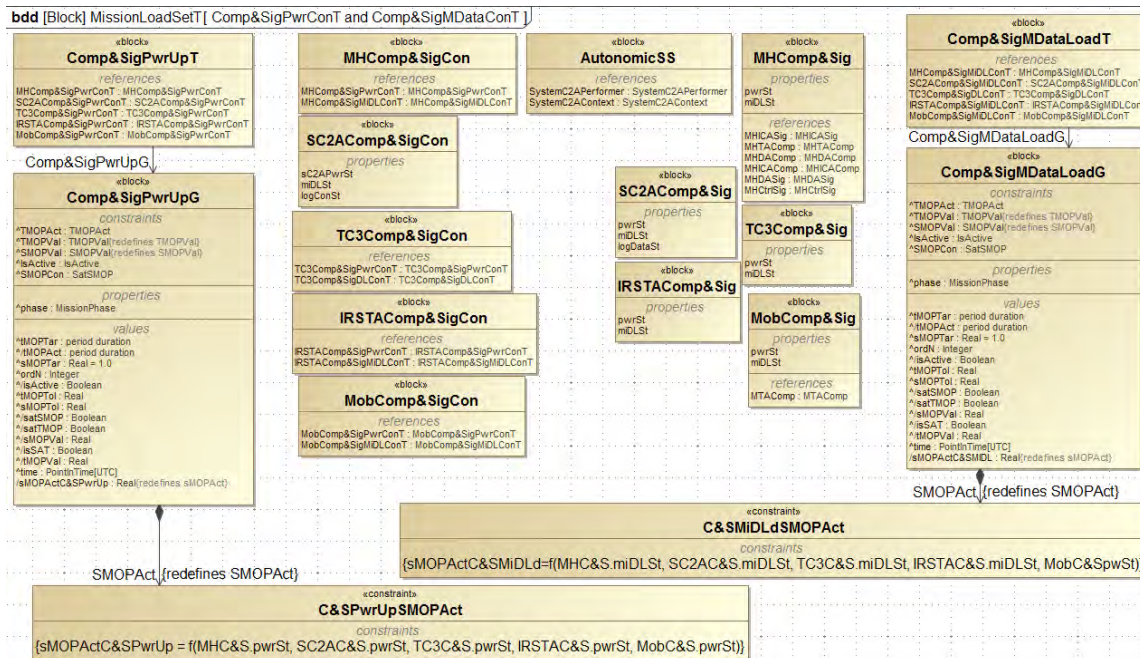 bdd [Block] MissionLoadSetT[ Comp&SigPwrConT and Comp&SigMDataConT ]
«block»
Comp&SigPwrUpT
references
MHComp&SigPwrConT : MHComp&SigPwrConT
SC2AComp&SigPwrConT : SC2AComp&SigPwrConT
TC3Comp&SigPwrConT : TC3Comp&SigPwrConT
IRSTAComp&SigPwrConT : IRSTAComp&SigPwrConT
MobComp&SigPwrConT : MobComp&SigPwrConT
Comp&SigPwrUpG
«block»
Comp&SigPwrUpG
constraints
^TMOPAct : TMOPAct
^TMOPVal : TMOPVal{redefines TMOPVal}
^SMOPVal : SMOPVal{redefines SMOPVal}
^IsActive : IsActive
^SMOPCon : SatSMOP
properties
^phase : MissionPhase
values
^tMOPTar : period duration
^/tMOPAct : period duration
^sMOPTar : Real = 1.0
^ordN : Integer
^/isActive : Boolean
^tMOPTol : Real
^sMOPTol : Real
^/satSMOP : Boolean
^/satTMOP : Boolean
^/sMOPVal : Real
^/isSAT : Boolean
^/tMOPVal : Real
^time : PointInTime[UTC]
/sMOPActC&SPwrUp : Real{redefines sMOPAct}
SMOPAct {redefines SMOPAct}
«constraint»
C&SPwrUpSMOPAct
constraints
{sMOPActC&SPwrUp = f(MHC&S.pwrSt, SC2AC&S.pwrSt, TC3C&S.pwrSt, IRSTAC&S.pwrSt, MobC&S.pwrSt)}
«block»
MHComp&SigCon
references
MHComp&SigPwrConT : MHComp&SigPwrConT
MHComp&SigMiDLConT : MHComp&SigMiDLConT
«block»
SC2AComp&SigCon
properties
sC2APwrSt
miDLSt
logConSt
«block»
TC3Comp&SigCon
references
TC3Comp&SigPwrConT : TC3Comp&SigPwrConT
TC3Comp&SigDLConT : TC3Comp&SigDLConT
«block»
IRSTAComp&SigCon
references
IRSTAComp&SigPwrConT : IRSTAComp&SigPwrConT
IRSTAComp&SigMiDLConT : IRSTAComp&SigMiDLConT
«block»
MobComp&SigCon
references
MobComp&SigPwrConT : MobComp&SigPwrConT
MobComp&SigMiDLConT : MobComp&SigMiDLConT
«block»
AutonomicSS
references
SystemC2APerformer : SystemC2APerformer
SystemC2AContext : SystemC2AContext
«block»
SC2AComp&Sig
properties
pwrSt
miDLSt
logDataSt
«block»
IRSTAComp&Sig
properties
pwrSt
miDLSt
«block»
MHComp&Sig
properties
pwrSt
miDLSt
references
MHICASig : MHICASig
MHTAComp : MHTAComp
MHDAComp : MHDAComp
MHICAComp : MHICAComp
MHDASig : MHDASig
MHCtrlSig : MHCtrlSig
«block»
TC3Comp&Sig
properties
pwrSt
miDLSt
«block»
MobComp&Sig
properties
pwrSt
miDLSt
references
MTAComp : MTAComp
«block»
Comp&SigMDataLoadT
references
MHComp&SigMiDLConT : MHComp&SigMiDLConT
SC2AComp&SigMiDLConT : SC2AComp&SigMiDLConT
TC3Comp&SigDLConT : TC3Comp&SigDLConT
IRSTAComp&SigMiDLConT : IRSTAComp&SigMiDLConT
MobComp&SigMiDLConT : MobComp&SigMiDLConT
Comp&SigMDataLoadG
«block»
Comp&SigMDataLoadG
constraints
^TMOPAct : TMOPAct
^TMOPVal : TMOPVal{redefines TMOPVal}
^SMOPVal : SMOPVal{redefines SMOPVal}
^IsActive : IsActive
^SMOPCon : SatSMOP
properties
^phase : MissionPhase
values
^tMOPTar : period duration
^/tMOPAct : period duration
^sMOPTar : Real = 1.0
^ordN : Integer
^/isActive : Boolean
^tMOPTol : Real
^sMOPTol : Real
^/satSMOP : Boolean
^/satTMOP : Boolean
^/sMOPVal : Real
^/isSAT : Boolean
^/tMOPVal : Real
^time : PointInTime[UTC]
/sMOPActC&SMiDL : Real{redefines sMOPAct}
SMOPAct {redefines SMOPAct}
«constraint»
C&SMiDLdSMOPAct
constraints
{sMOPActC&SMiDLd=f(MHC&S.miDLSt, SC2AC&S.miDLSt, TC3C&S.miDLSt, IRSTAC&S.miDLSt, MobC&SpwSt)}